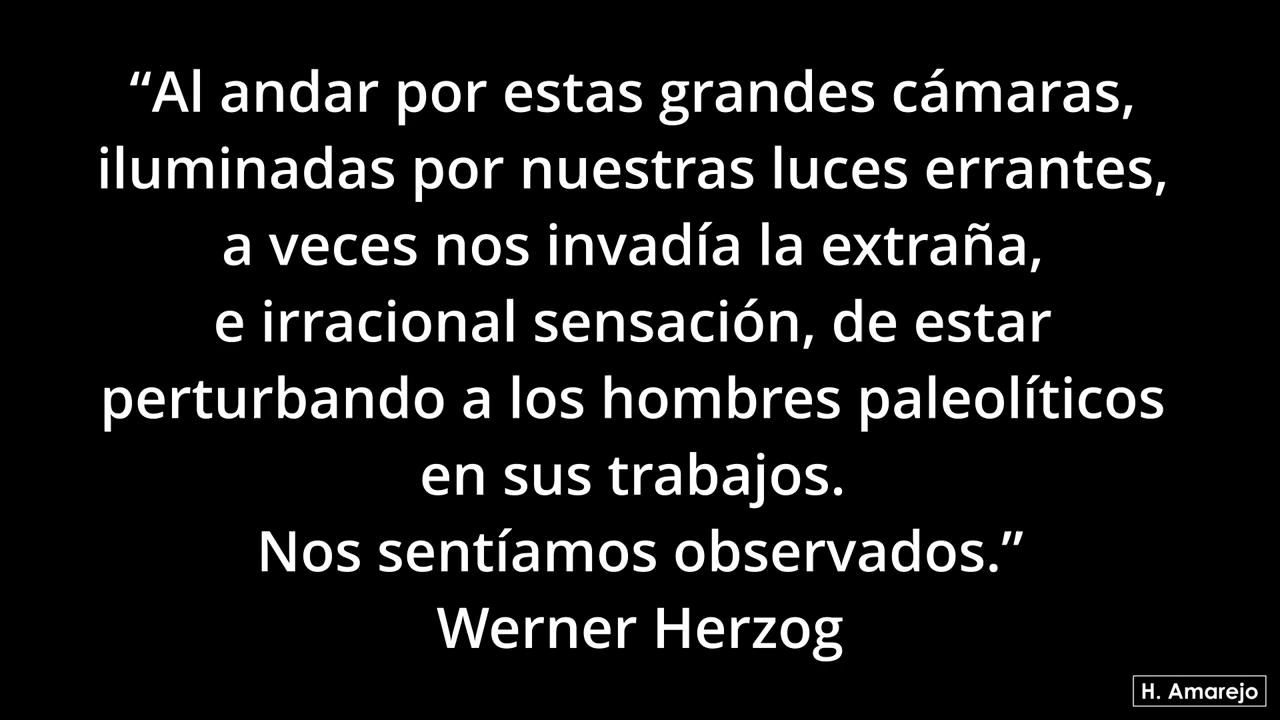 “Al andar por estas grandes cámaras,
iluminadas por nuestras luces errantes,
a veces nos invadía la extraña,
e irracional sensación, de estar
perturbando a los hombres paleolíticos
en sus trabajos.
Nos sentíamos observados.”
Werner Herzog
H. Amarejo